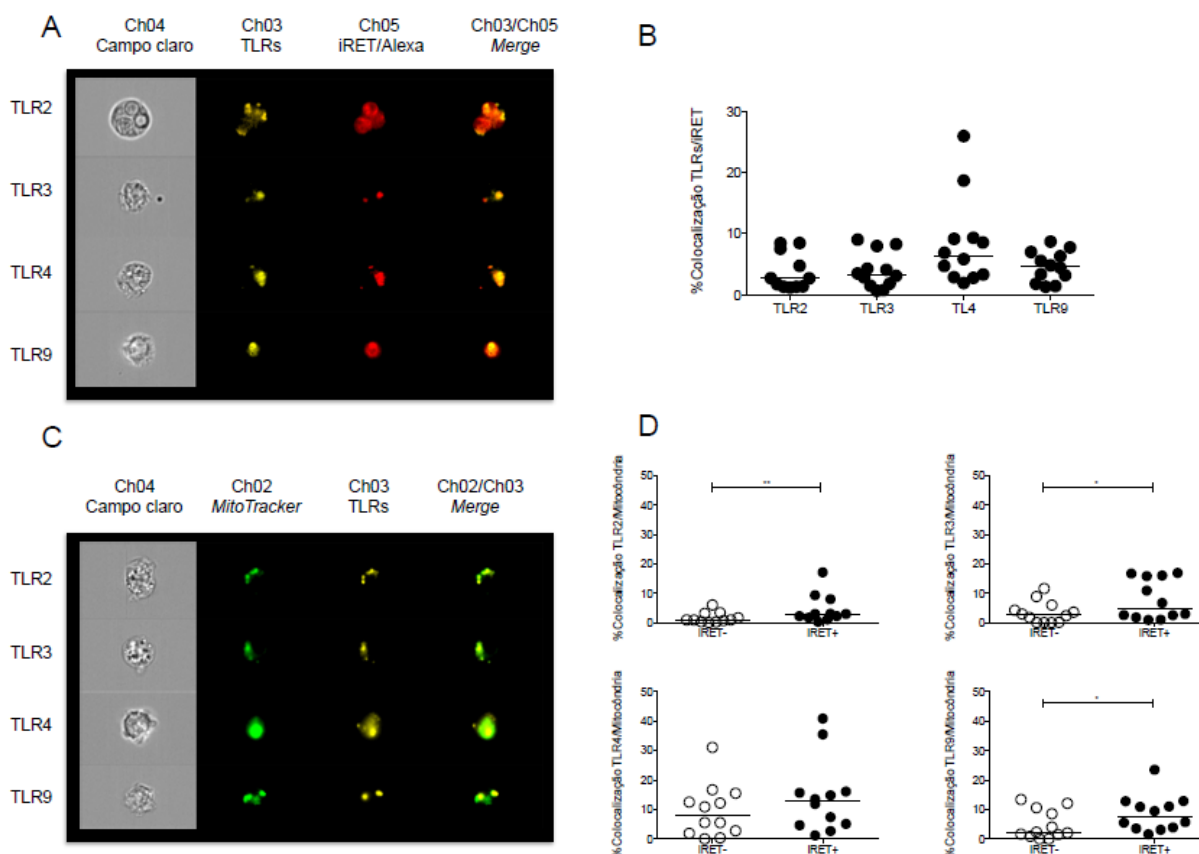 A
Ch04 Ch03 Ch05 Ch03/Ch05
Campo claro TLRs iRET/Alexa Merge
TLR2
TLR3
TLR4
TLR9
B
%Colocalização TLRs/iRET
30
20
10
0
TLR2 TLR3 TL4 TLR9
C
Ch04 Ch02 Ch03 Ch02/Ch03
Campo claro MitoTracker TLRs Merge
TLR2
TLR3
TLR4
TLR9
D
%Colocalização TLR2/Mitocôndria
50
40
30
20
10
0
**
IRET- IRET+
%Colocalização TLR3/Mitocôndria
50
40
30
20
10
0
*
IRET- IRET+
%Colocalização TLR4/Mitocôndria
50
40
30
20
10
0
IRET- IRET+
%Colocalização TLR9/Mitocôndria
50
40
30
20
10
0
*
IRET- IRET+